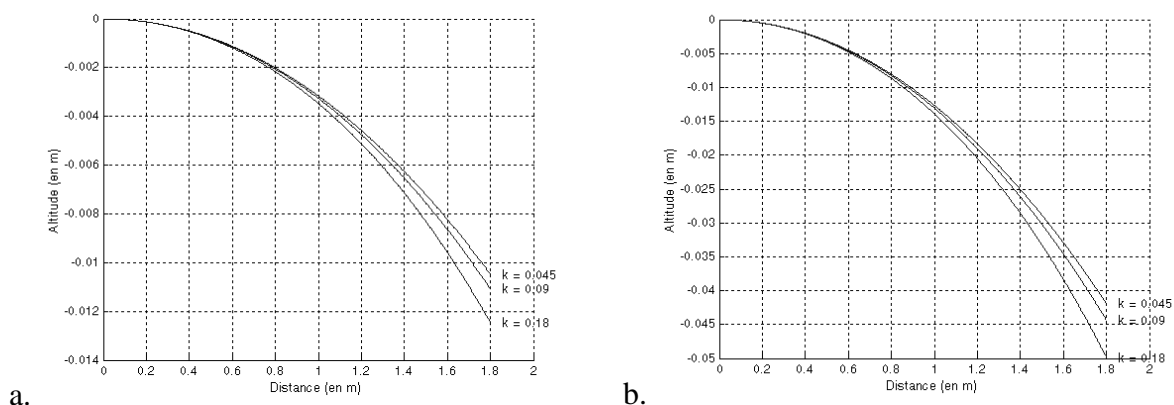 0
-0.002
-0.004
-0.006
-0.008
-0.01
-0.012
-0.014
Altitude (en m)
0 0.2 0.4 0.6 0.8 1 1.2 1.4 1.6 1.8 2
Distance (en m)
k = 0.045
k = 0.09
k = 0.18
a.
0
-0.005
-0.01
-0.015
-0.02
-0.025
-0.03
-0.035
-0.04
-0.045
-0.05
Altitude (en m)
0 0.2 0.4 0.6 0.8 1 1.2 1.4 1.6 1.8 2
Distance (en m)
k = 0.045
k = 0.09
k = 0.18
b.